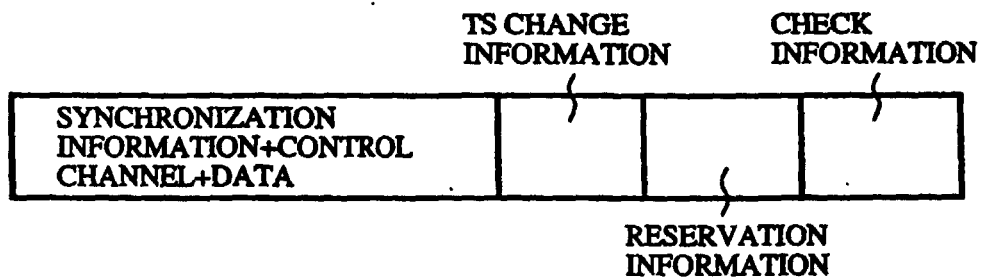 TS CHANGE
INFORMATION
CHECK
INFORMATION
SYNCHRONIZATION
INFORMATION+CONTROL
CHANNEL+DATA
RESERVATION
INFORMATION